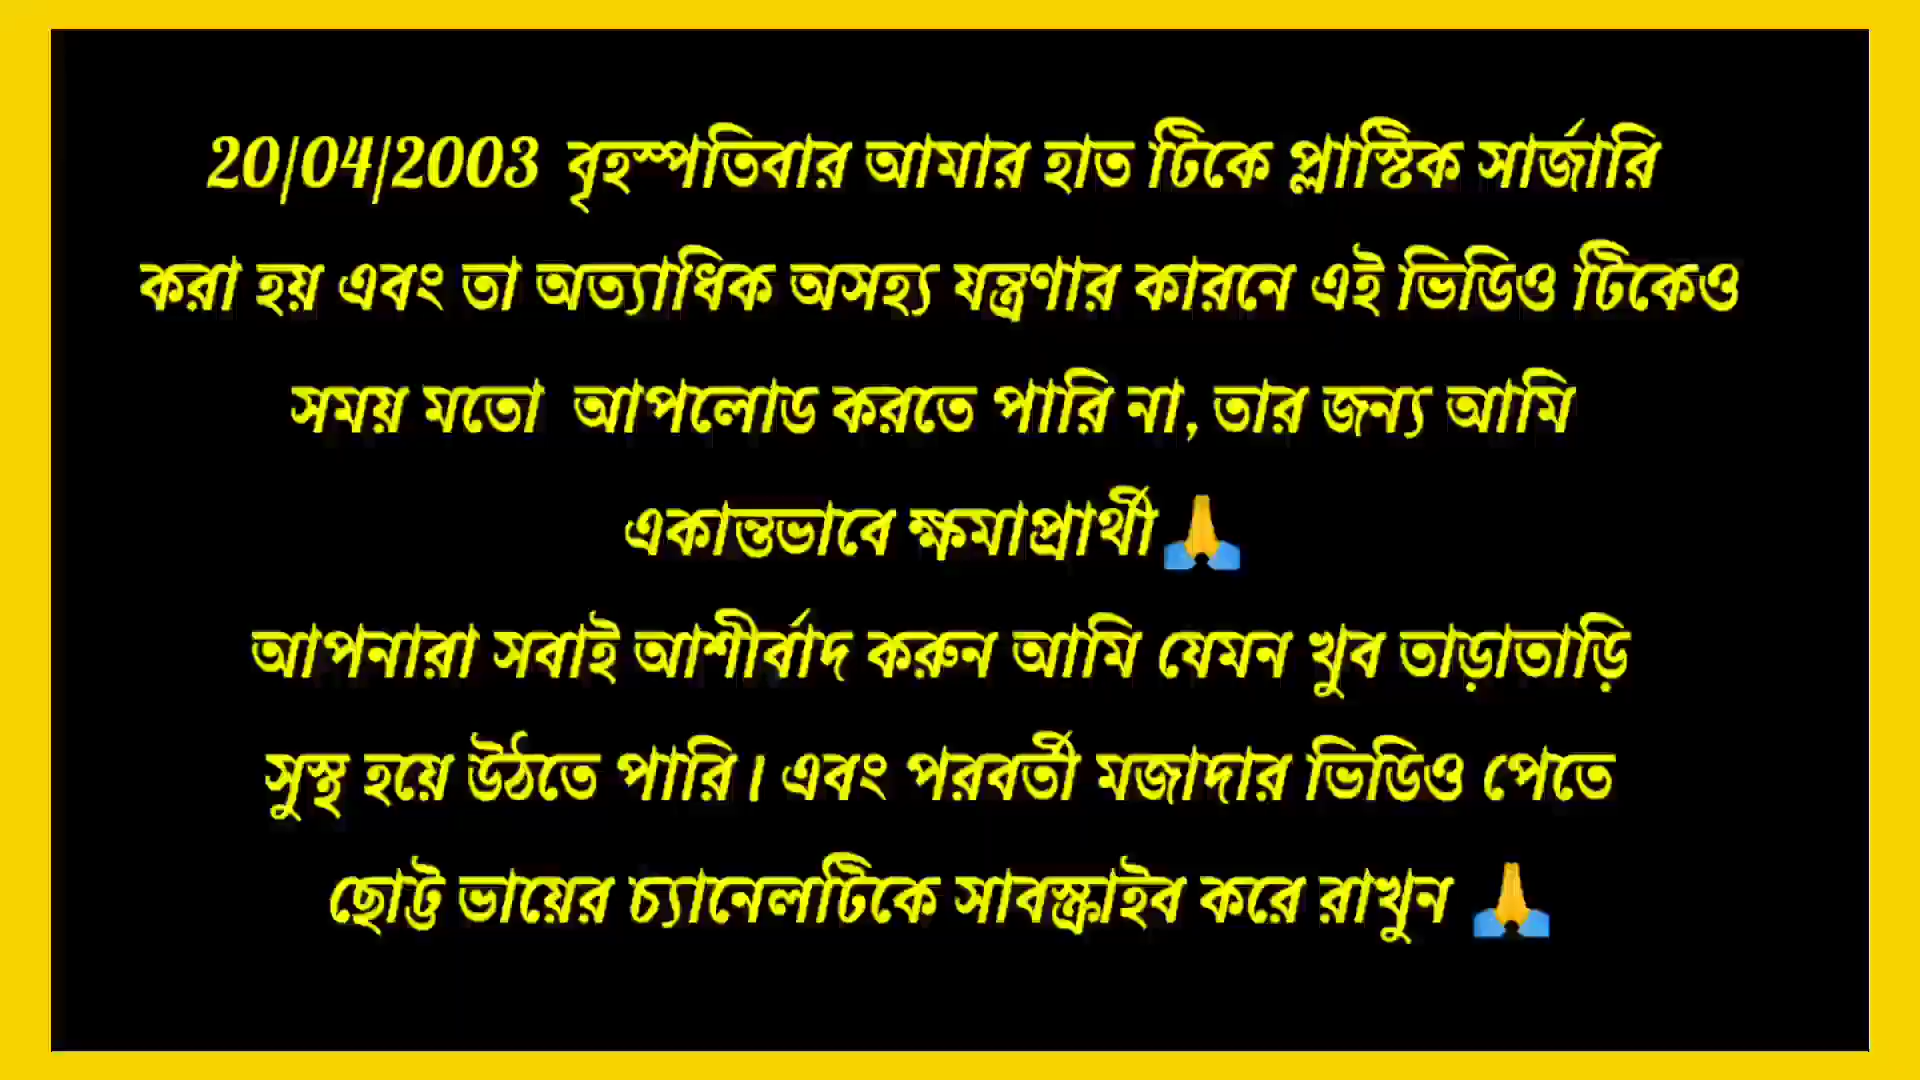 20/04/2003 বৃহস্পতিবার আমার হাত টিকে প্লাস্টিক সার্জারি
করা হয় এবং তা অত্যাধিক অসহ্য যন্ত্রণার কারনে এই ভিডিও টিকেও
সময় মতো আপলোড করতে পারি না, তার জন্য আমি
একান্তভাবে ক্ষমাপ্রার্থী🙏
আপনারা সবাই আশীর্বাদ করুন আমি যেমন খুব তাড়াতাড়ি
সুস্থ হয়ে উঠতে পারি। এবং পরবর্তী মজাদার ভিডিও পেতে
ছোট্ট ভায়ের চ্যানেলটিকে সাবস্ক্রাইব করে রাখুন 🙏